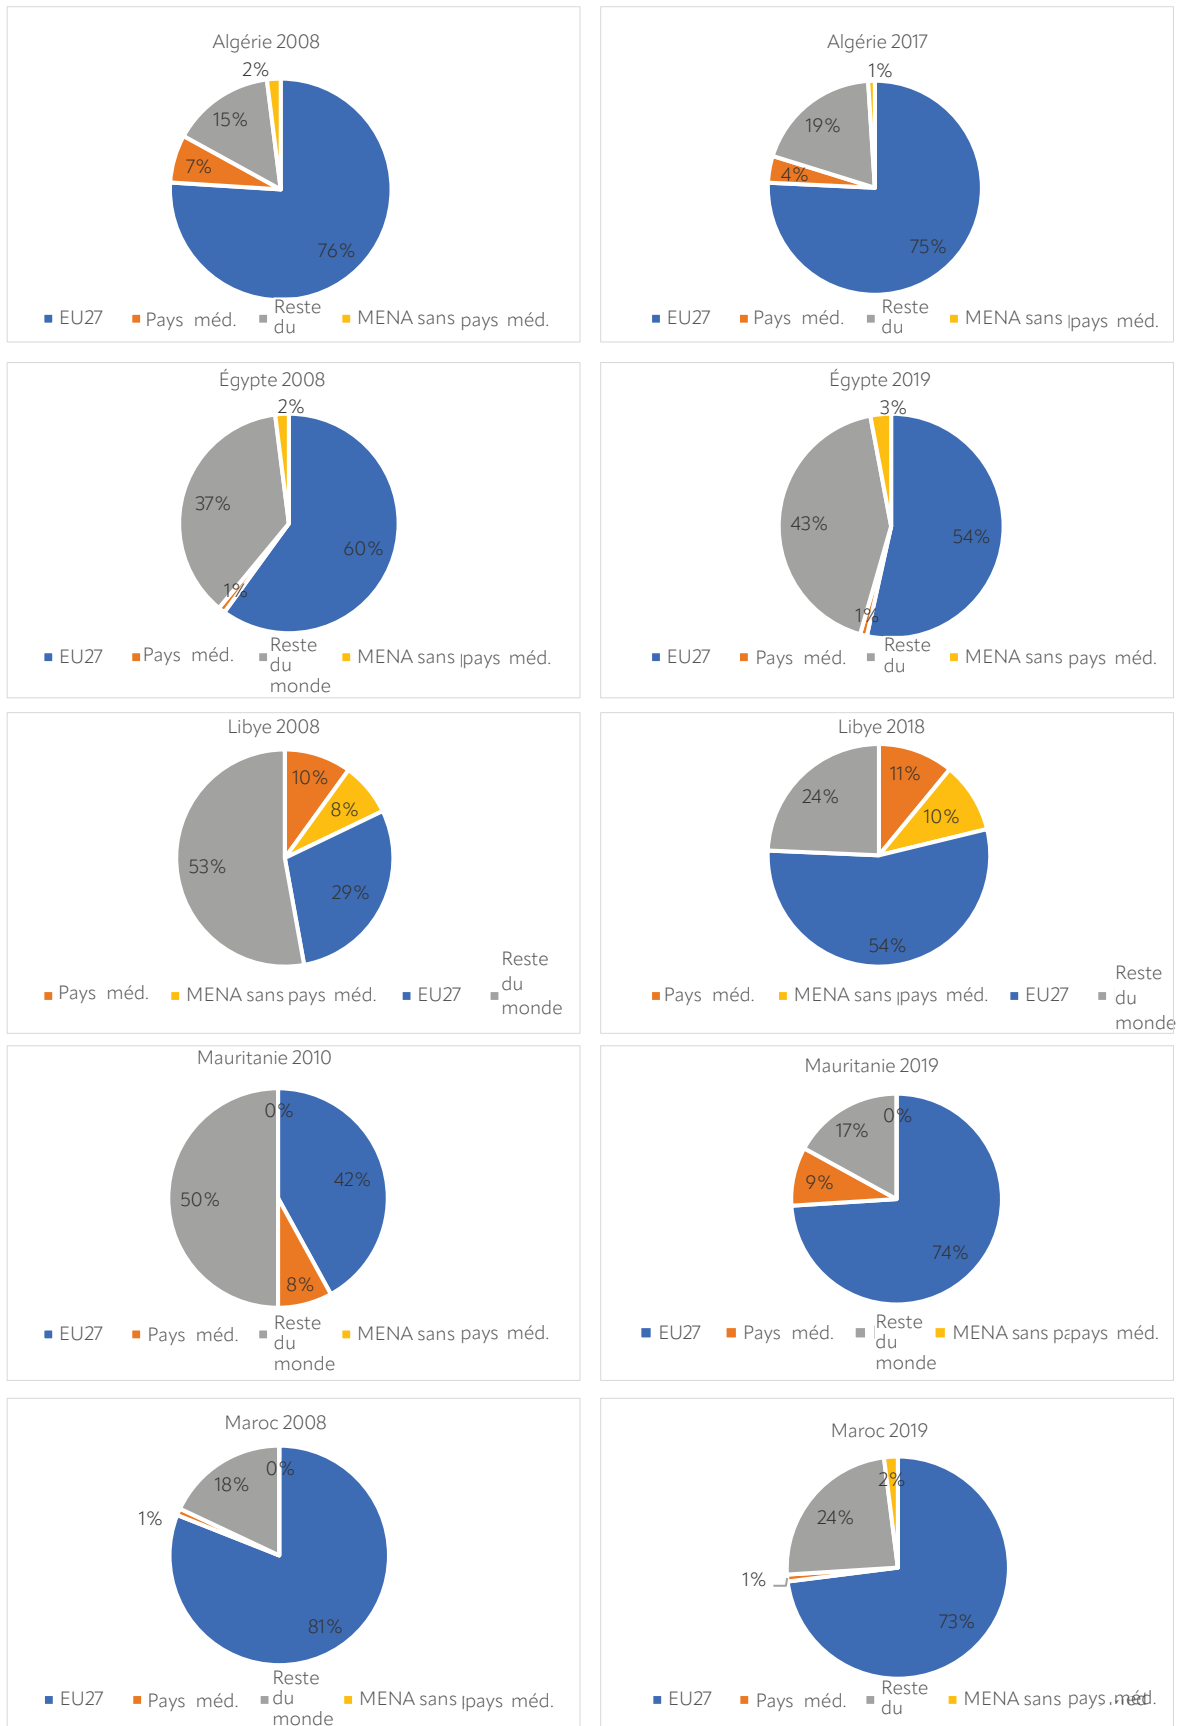 Algérie 2008
2%
15%
7%
76%
EU27 Pays méd. Reste du MENA sans pays méd.
Algérie 2017
1%
19%
4%
75%
EU27 Pays méd. Reste du MENA sans pays méd.
Égypte 2008
2%
37%
60%
1%
EU27 Pays méd. Reste du monde MENA sans pays méd.
Égypte 2019
3%
43%
54%
1%
EU27 Pays méd. Reste du MENA sans pays méd.
Libye 2008
10%
8%
53%
29%
Pays méd. MENA sans pays méd. EU27 Reste du monde
Libye 2018
11%
24%
10%
54%
Pays méd. MENA sans pays méd. EU27 Reste du monde
Mauritanie 2010
0%
42%
50%
8%
EU27 Pays méd. Reste du monde MENA sans pays méd.
Mauritanie 2019
0%
17%
9%
74%
EU27 Pays méd. Reste du monde MENA sans papays méd.
Maroc 2008
0%
18%
1%
81%
EU27 Pays méd. Reste du monde MENA sans pays méd.
Maroc 2019
2%
24%
1%
73%
EU27 Pays méd. Reste du MENA sans pays méd.